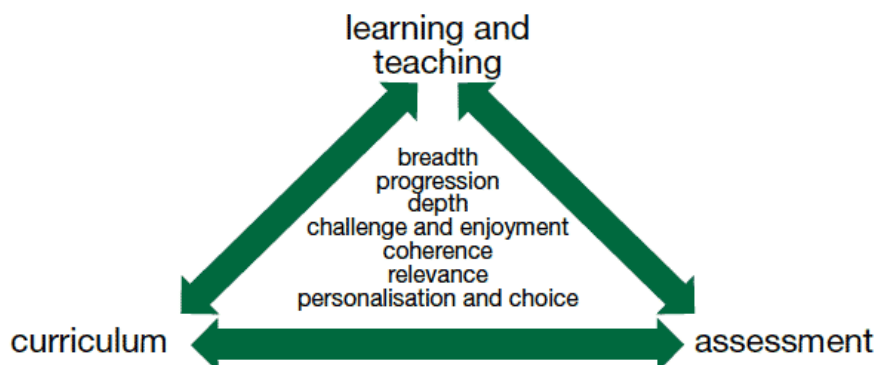 learning and
teaching
breadth
progression
depth
challenge and enjoyment
coherence
relevance
personalisation and choice
curriculum
assessment